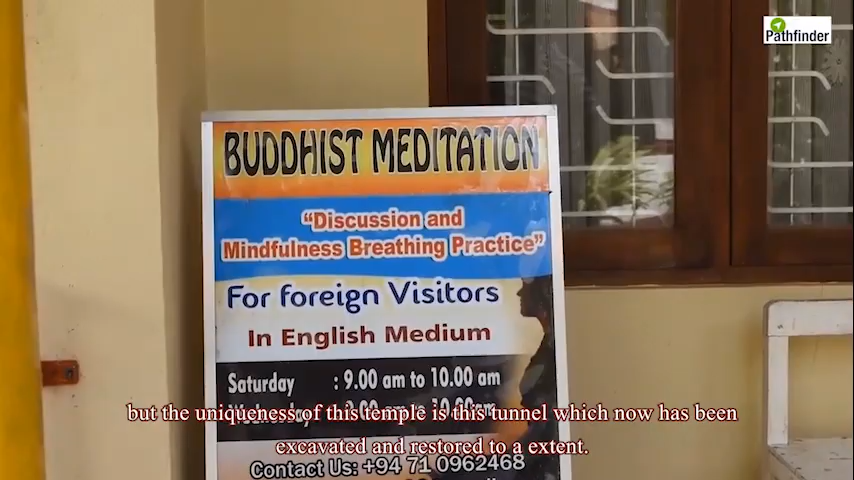 Pathfinder
BUDDHIST MEDITATION
“Discussion and
Mindfulness Breathing Practice”
For foreign Visitors
In English Medium
Saturday : 9.00 am to 10.00 am
but the uniqueness of this temple is this tunnel which now has been
excavated and restored to a extent.
Contact Us: +94 71 0962468